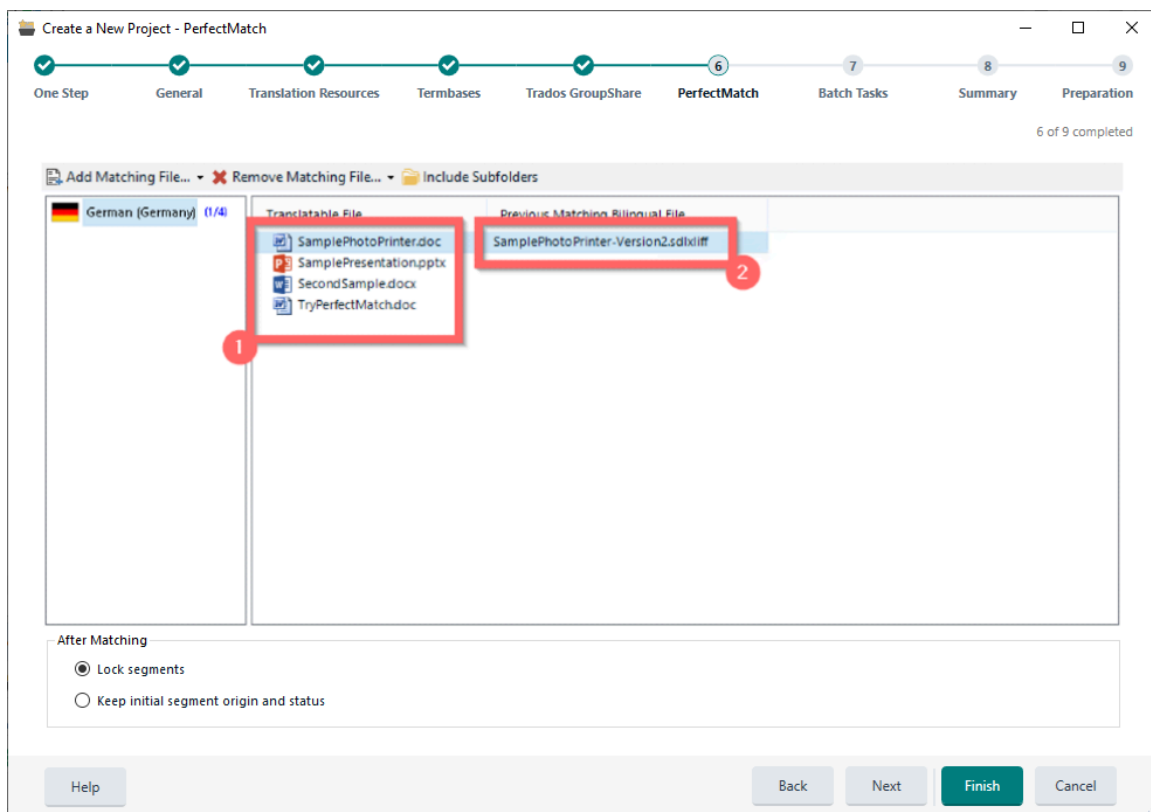 Create a New Project - PerfectMatch
6 7 8 9
One Step General Translation Resources Termbases Trados GroupShare PerfectMatch Batch Tasks Summary Preparation
6 of 9 completed
Add Matching File... Remove Matching File... Include Subfolders
German (Germany) (1/4) Translatable File Previous Matching Bilingual File
SamplePhotoPrinter.doc SamplePhotoPrinter-Version2.sdlxliff
SamplePresentation.pptx 2
SecondSample.docx
TryPerfectMatch.doc
1
After Matching
Lock segments
Keep initial segment origin and status
Help Back Next Finish Cancel